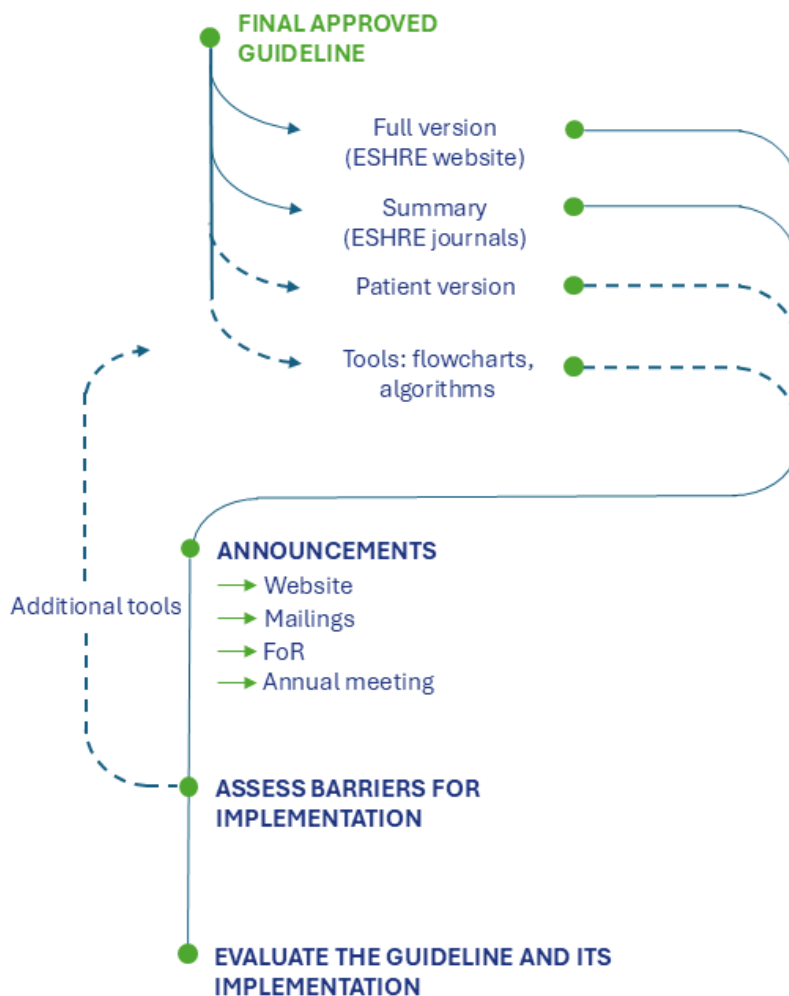 FINAL APPROVED
GUIDELINE
Full version
(ESHRE website)
Summary
(ESHRE journals)
Patient version
Tools: flowcharts,
algorithms
ANNOUNCEMENTS
Website
Additional tools
Mailings
FoR
Annual meeting
ASSESS BARRIERS FOR
IMPLEMENTATION
EVALUATE THE GUIDELINE AND ITS
IMPLEMENTATION